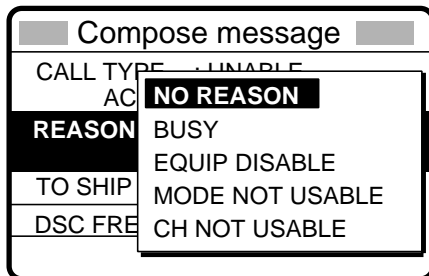 Compose message
CALL TYPE : UNABLE
AC
REASON
TO SHIP
DSC FRE
NO REASON
BUSY
EQUIP DISABLE
MODE NOT USABLE
CH NOT USABLE